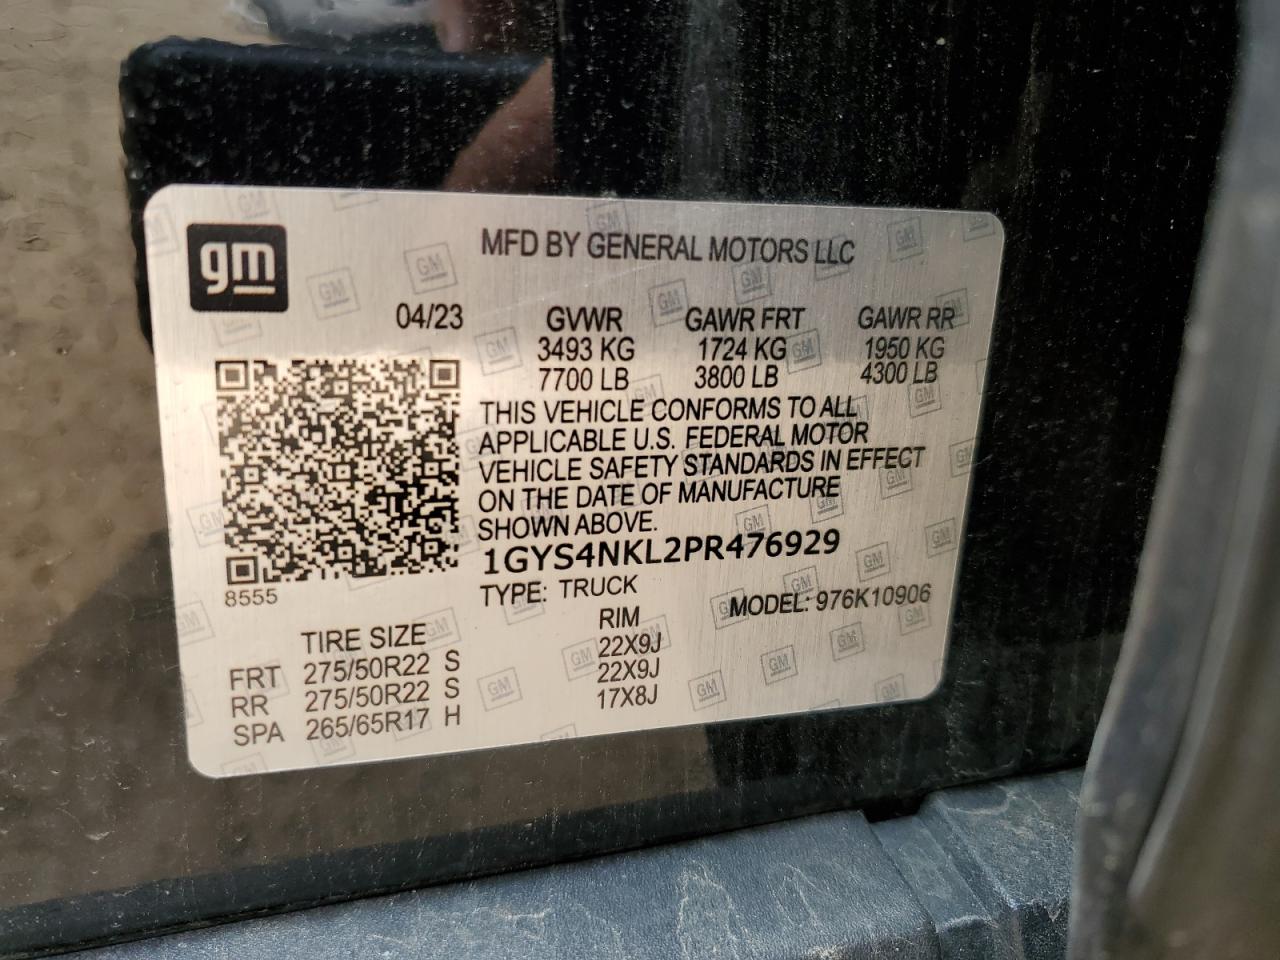 gm
MFD BY GENERAL MOTORS LLC
04/23 GVWR GAWR FRT GAWR RR
3493 KG 1724 KG 1950 KG
7700 LB 3800 LB 4300 LB
THIS VEHICLE CONFORMS TO ALL
APPLICABLE U.S. FEDERAL MOTOR
VEHICLE SAFETY STANDARDS IN EFFECT
ON THE DATE OF MANUFACTURE
SHOWN ABOVE.
1GYS4NKL2PR476929
8555
TYPE: TRUCK MODEL: 976K10906
TIRE SIZE RIM
FRT 275/50R22 S 22X9J
RR 275/50R22 S 22X9J
SPA 265/65R17 H 17X8J